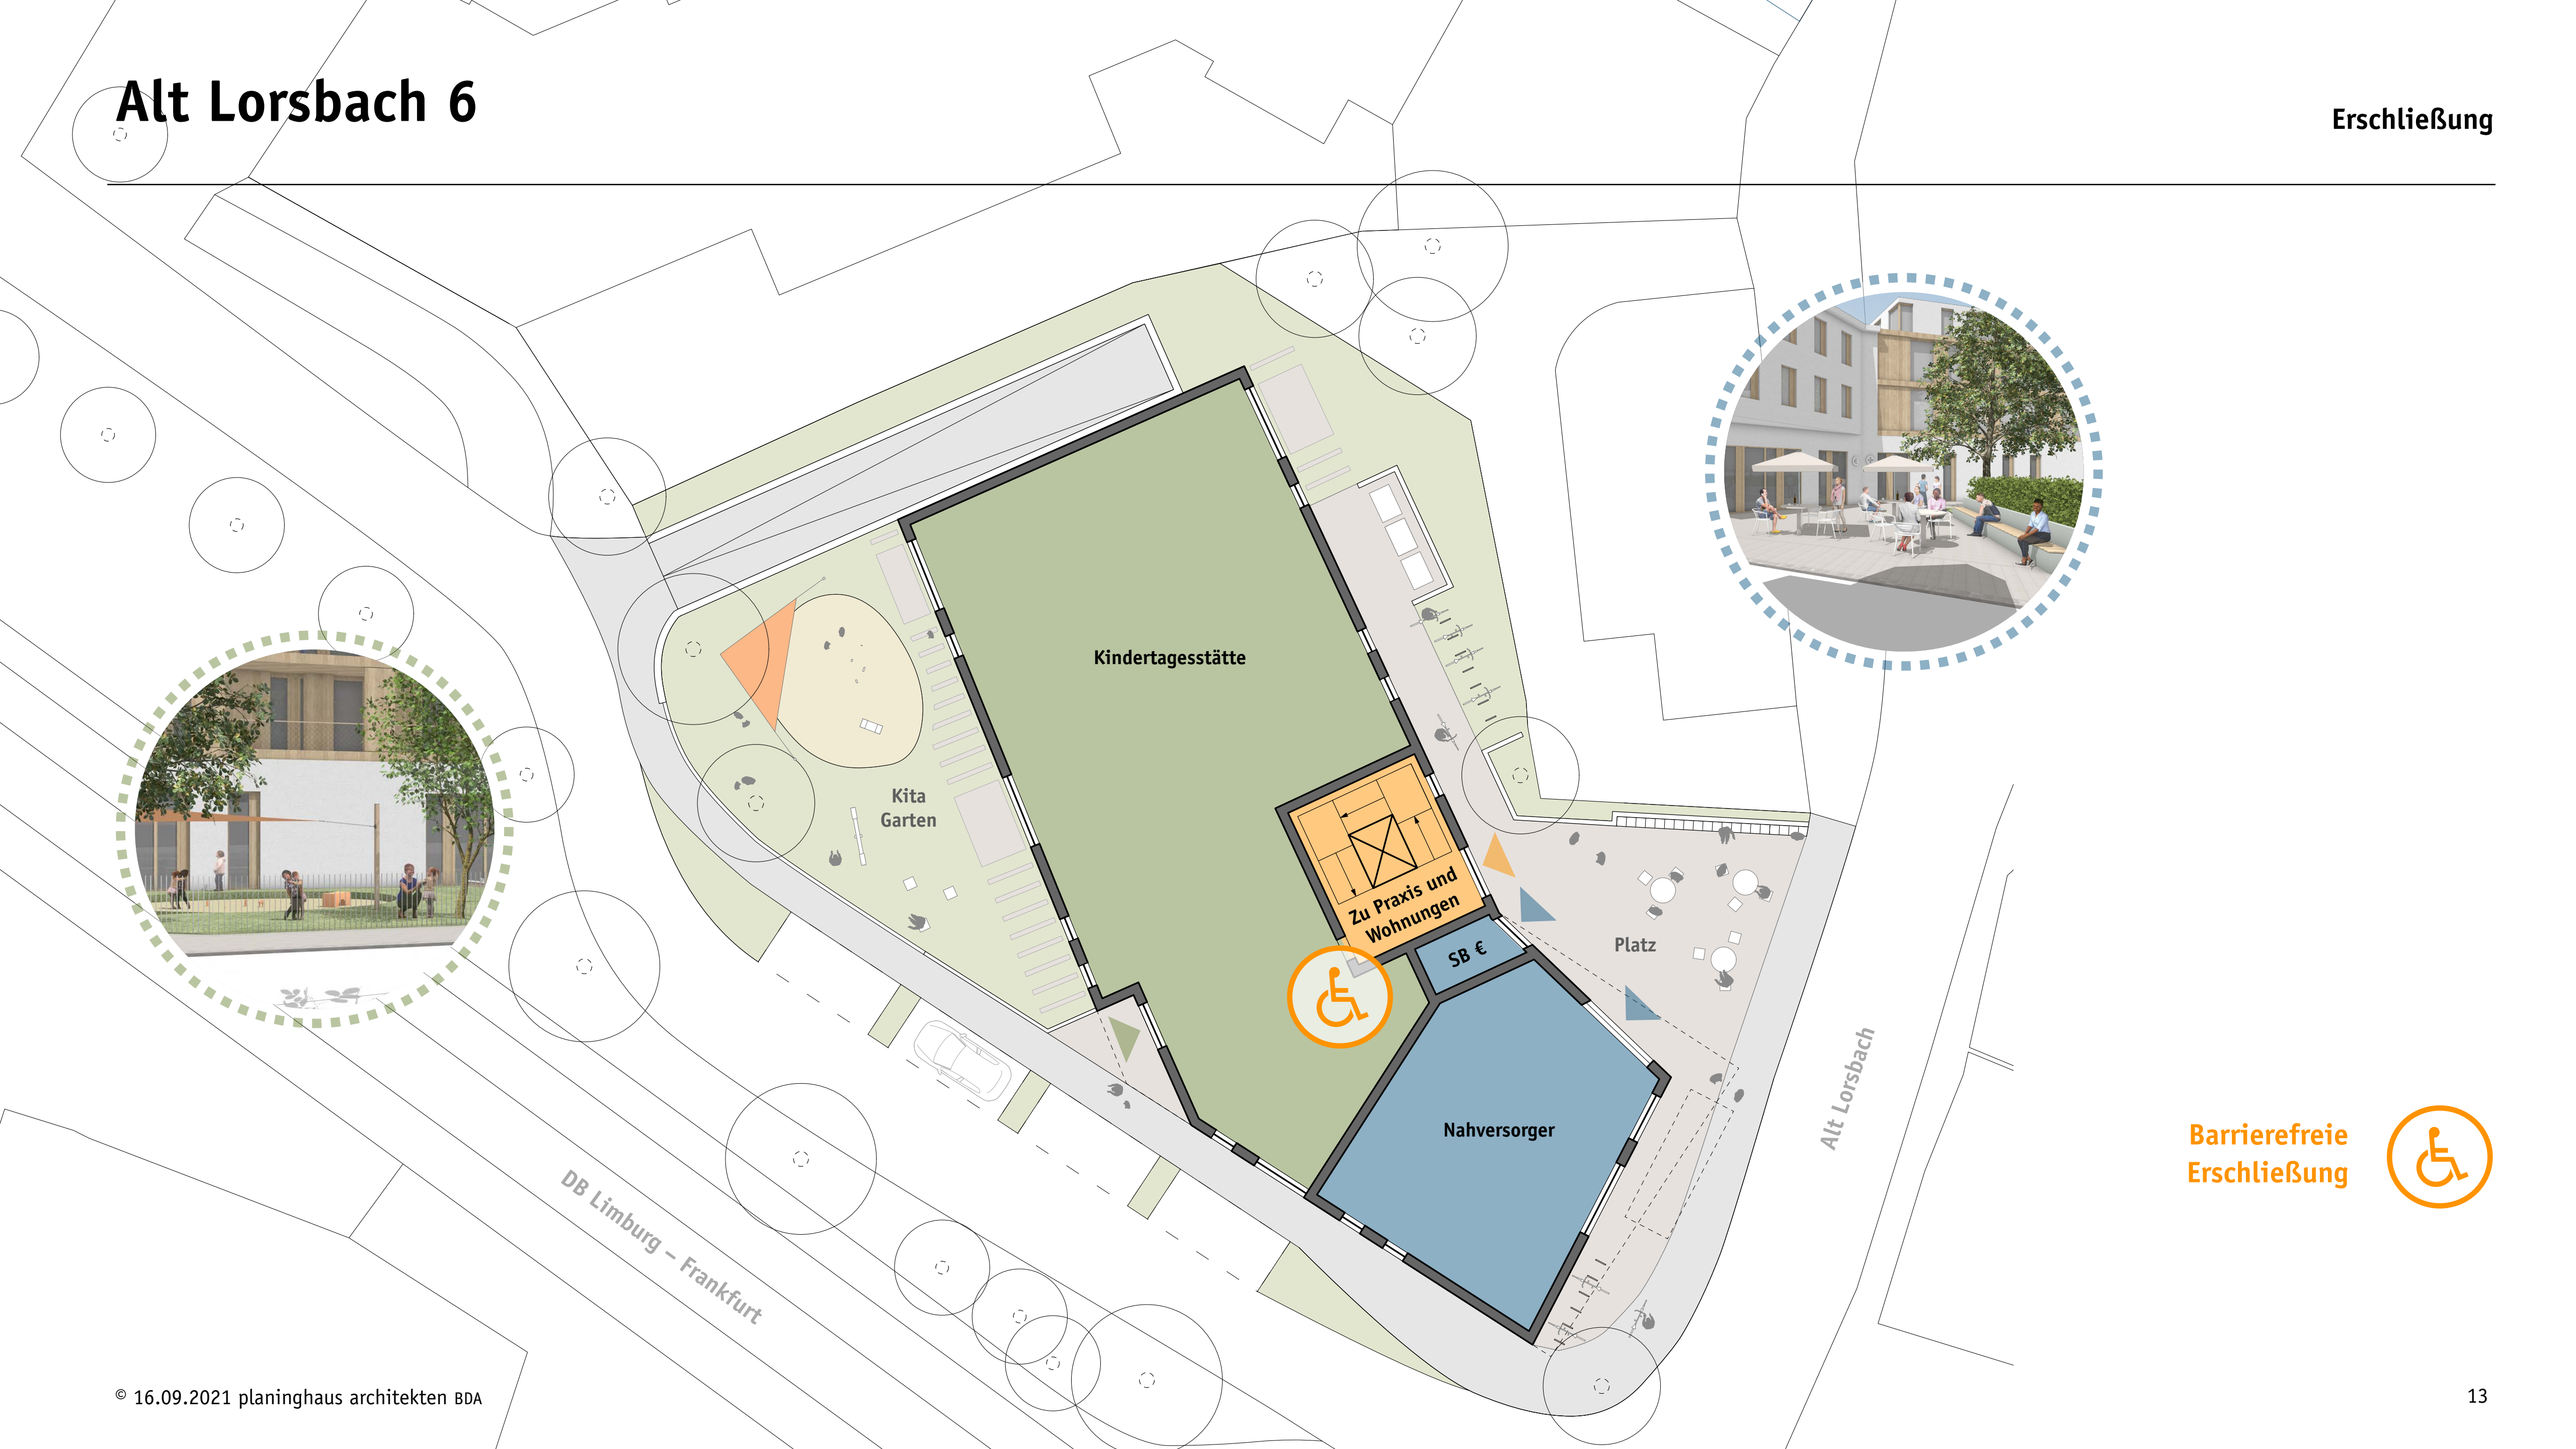 Alt Lorsbach 6
Erschließung
Kindertagesstätte
Kita
Garten
Zu Praxis und
Wohnungen
SB €
Platz
Nahversorger
Alt Lorsbach
DB Limburg – Frankfurt
Barrierefreie
Erschließung
© 16.09.2021 planinghaus architekten BDA
13